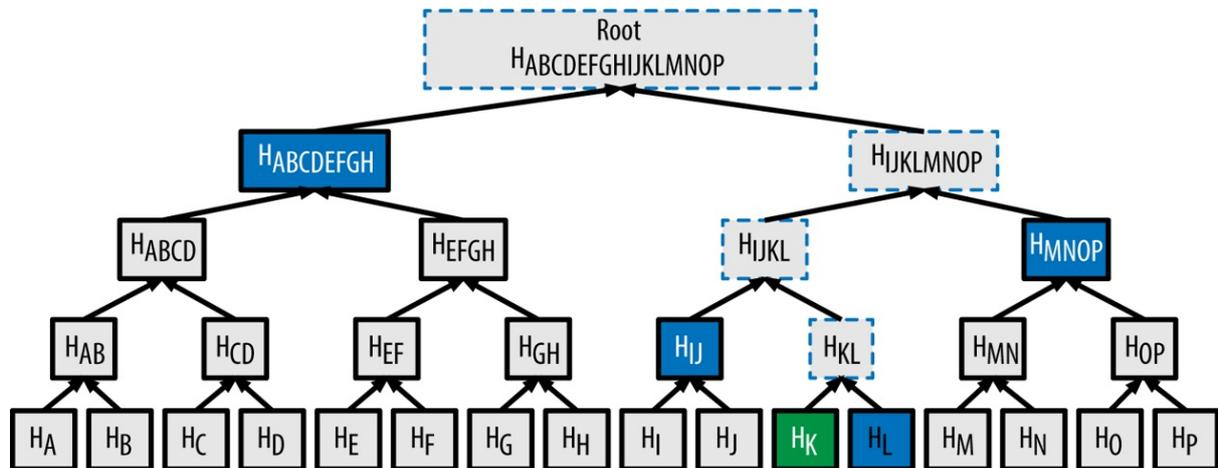 Root
HABCDEFGHIJKLMNOP
HABCDEFGH
HIJKLMNOP
HABCD
HEFGH
HIJKL
HMNOP
HAB
HCD
HEF
HGH
HIJ
HKL
HMN
HOP
HA
HB
HC
HD
HE
HF
HG
HH
HI
HJ
HK
HL
HM
HN
HO
HP